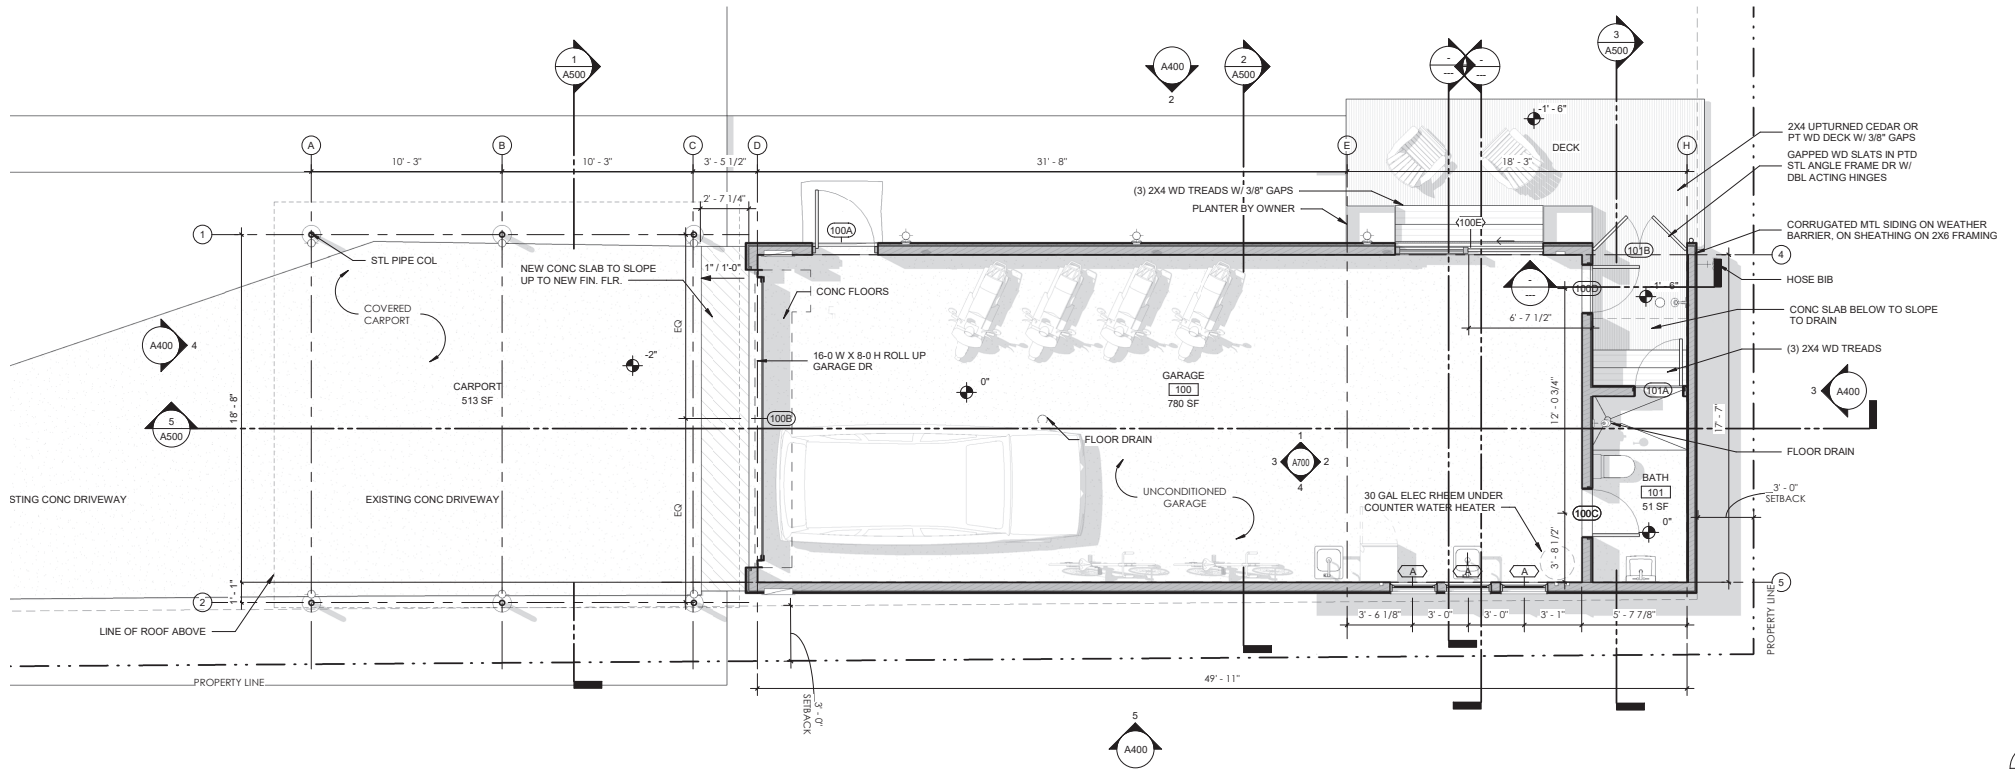 1
A500
A400
2
2
A500
-
---
-
---
3
A500
-1' - 6"
2X4 UPTURNED CEDAR OR
PT WD DECK W/ 3/8" GAPS
A
B
C
D
E
H
10' - 3"
10' - 3"
3' - 5 1/2"
31' - 8"
18' - 3"
DECK
GAPPED WD SLATS IN PTD
STL ANGLE FRAME DR W/
DBL ACTING HINGES
(3) 2X4 WD TREADS W/ 3/8" GAPS
2' - 7 1/4"
PLANTER BY OWNER
100E
100A
1
CORRUGATED MTL SIDING ON WEATHER
BARRIER, ON SHEATHING ON 2X6 FRAMING
101B
4
STL PIPE COL
NEW CONC SLAB TO SLOPE
UP TO NEW FIN. FLR.
1" / 1'-0"
CONC FLOORS
-
---
100D
-1' - 6"
HOSE BIB
COVERED
CARPORT
EQ
6' - 7 1/2"
CONC SLAB BELOW TO SLOPE
TO DRAIN
A400
4
-2"
16-0 W X 8-0 H ROLL UP
GARAGE DR
(3) 2X4 WD TREADS
CARPORT
513 SF
0"
GARAGE
100
780 SF
12' - 0 3/4"
101A
3
A400
18' - 8"
100B
17' - 7"
5
A500
FLOOR DRAIN
FLOOR DRAIN
1
3
A700
2
4
STING CONC DRIVEWAY
EXISTING CONC DRIVEWAY
EQ
UNCONDITIONED
GARAGE
30 GAL ELEC RHEEM UNDER
COUNTER WATER HEATER
BATH
101
51 SF
0"
3' - 0"
SETBACK
100C
3' - 8 1/2"
A
A
A
1' - 1"
2
5
3' - 6 1/8"
3' - 0"
3' - 0"
3' - 1"
5' - 7 7/8"
LINE OF ROOF ABOVE
PROPERTY LINE
PROPERTY LINE
49' - 11"
3' - 0"
SETBACK
5
A400